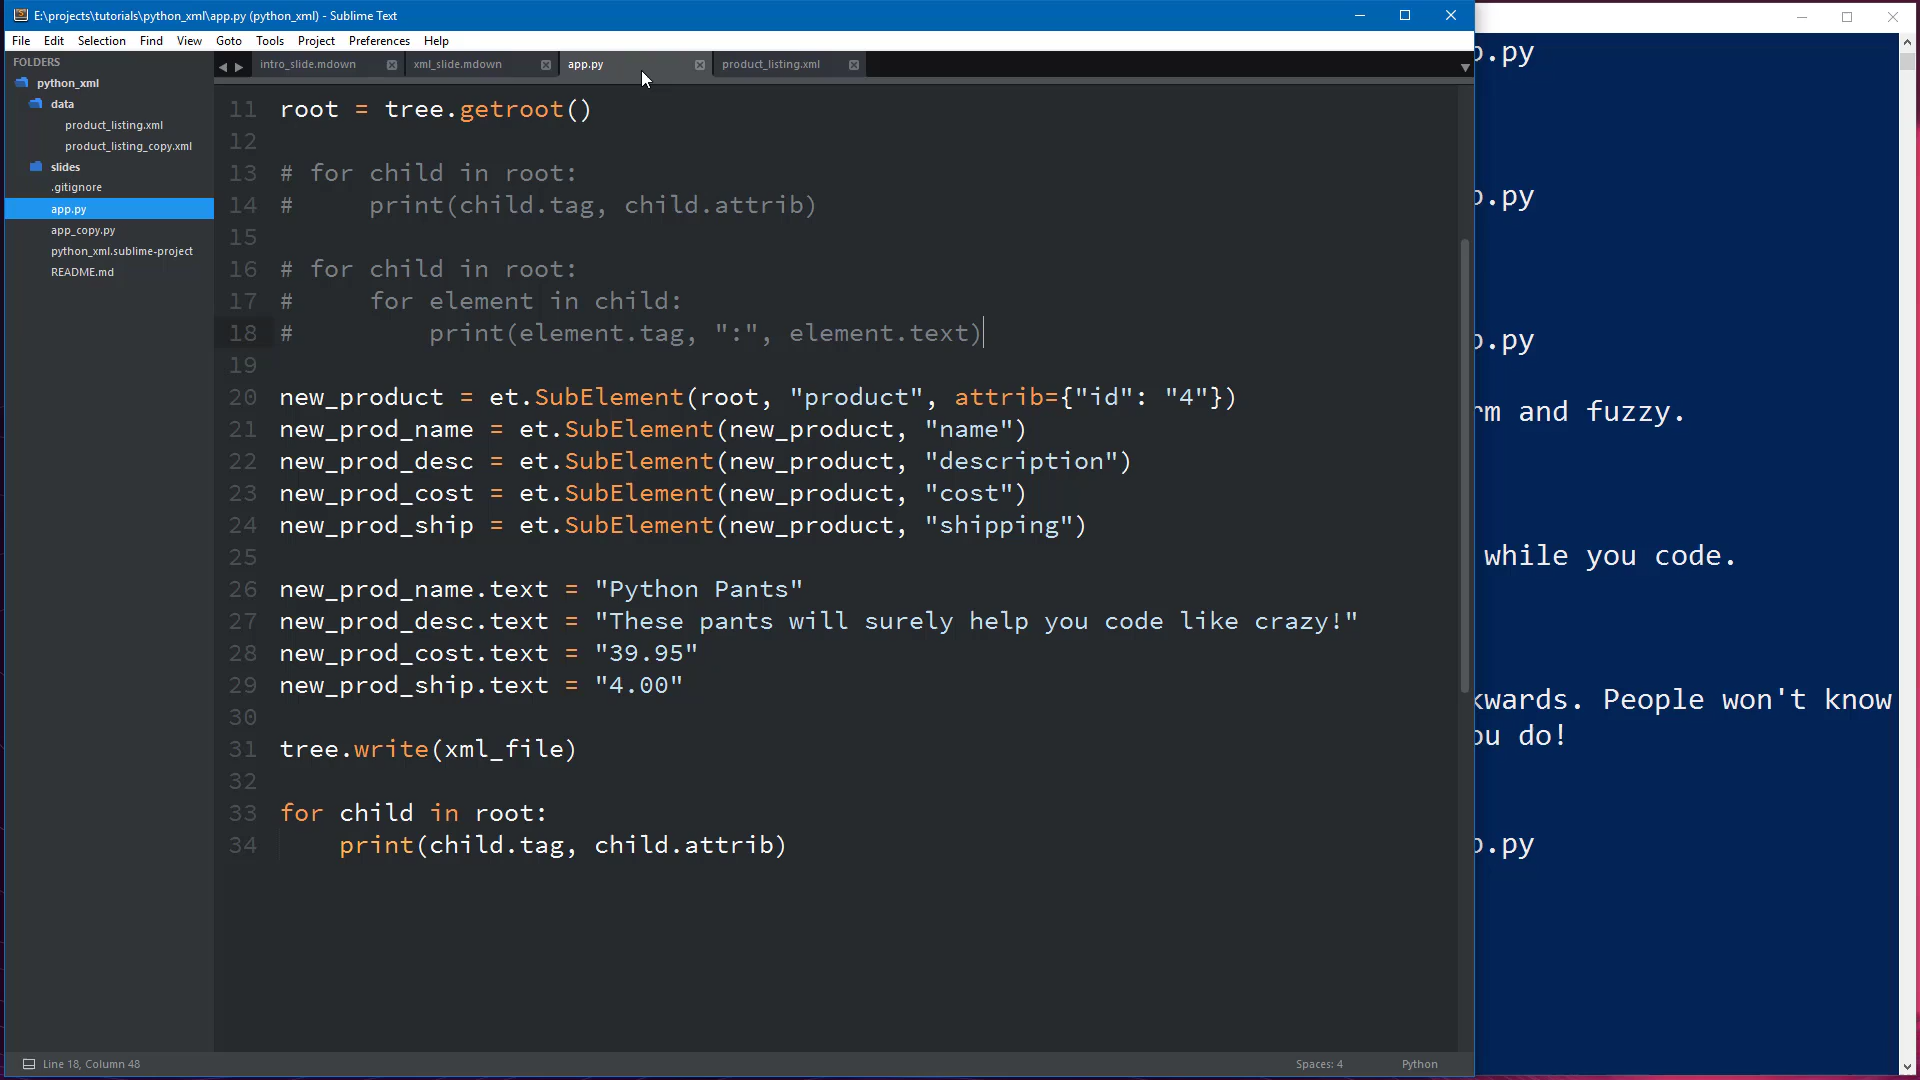 E:\projects\tutorials\python_xml\app.py (python_xml) - Sublime Text
File Edit Selection Find View Goto Tools Project Preferences Help
FOLDERS
python_xml
data
product_listing.xml
product_listing_copy.xml
slides
.gitignore
app.py
app_copy.py
python_xml.sublime-project
README.md
intro_slide.mdown xml_slide.mdown app.py product_listing.xml
11 root = tree.getroot()
12
13 # for child in root:
14 #     print(child.tag, child.attrib)
15
16 # for child in root:
17 #     for element in child:
18 #         print(element.tag, ":", element.text)
19
20 new_product = et.SubElement(root, "product", attrib={"id": "4"})
21 new_prod_name = et.SubElement(new_product, "name")
22 new_prod_desc = et.SubElement(new_product, "description")
23 new_prod_cost = et.SubElement(new_product, "cost")
24 new_prod_ship = et.SubElement(new_product, "shipping")
25
26 new_prod_name.text = "Python Pants"
27 new_prod_desc.text = "These pants will surely help you code like crazy!"
28 new_prod_cost.text = "39.95"
29 new_prod_ship.text = "4.00"
30
31 tree.write(xml_file)
32
33 for child in root:
34     print(child.tag, child.attrib)
Line 18, Column 48
Spaces: 4 Python
p.py
p.py
p.py
rm and fuzzy.
while you code.
kwards. People won't know
ou do!
p.py